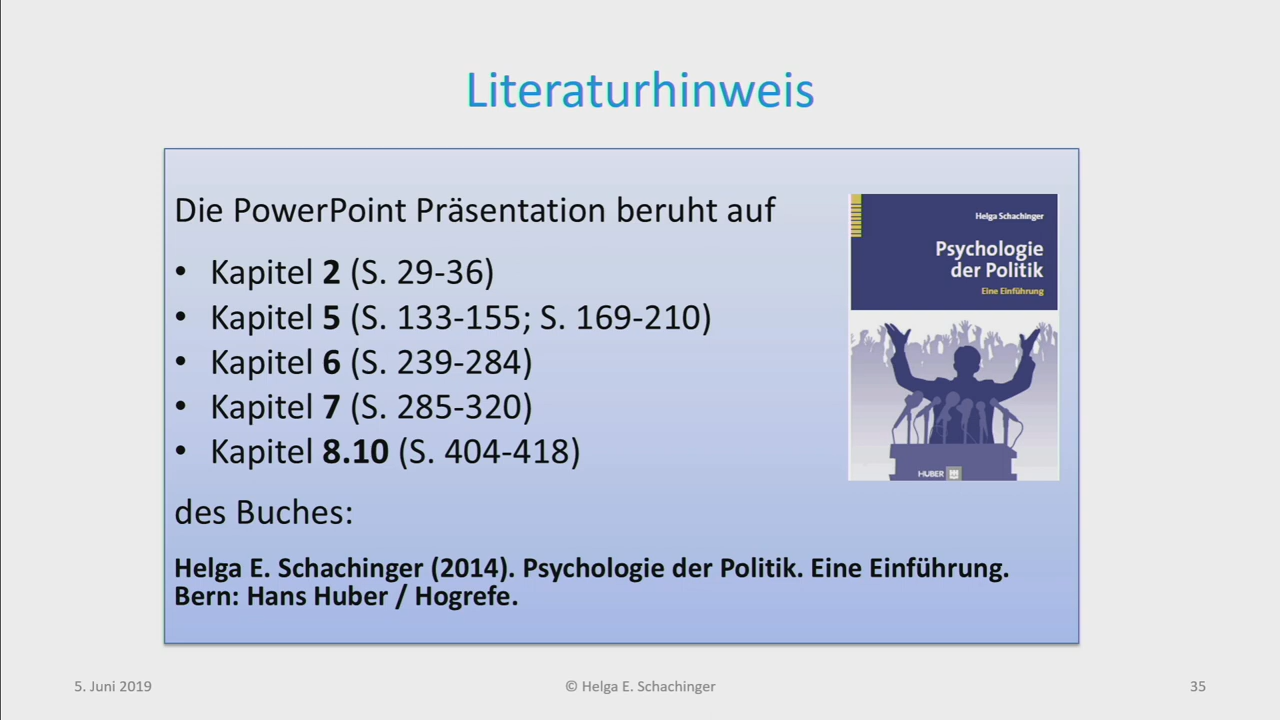 Literaturhinweis
Die PowerPoint Präsentation beruht auf
• Kapitel 2 (S. 29-36)
• Kapitel 5 (S. 133-155; S. 169-210)
• Kapitel 6 (S. 239-284)
• Kapitel 7 (S. 285-320)
• Kapitel 8.10 (S. 404-418)
des Buches:
Helga E. Schachinger (2014). Psychologie der Politik. Eine Einführung.
Bern: Hans Huber / Hogrefe.
Helga Schachinger
Psychologie
der Politik
Eine Einführung
HUBER
5. Juni 2019
© Helga E. Schachinger
35